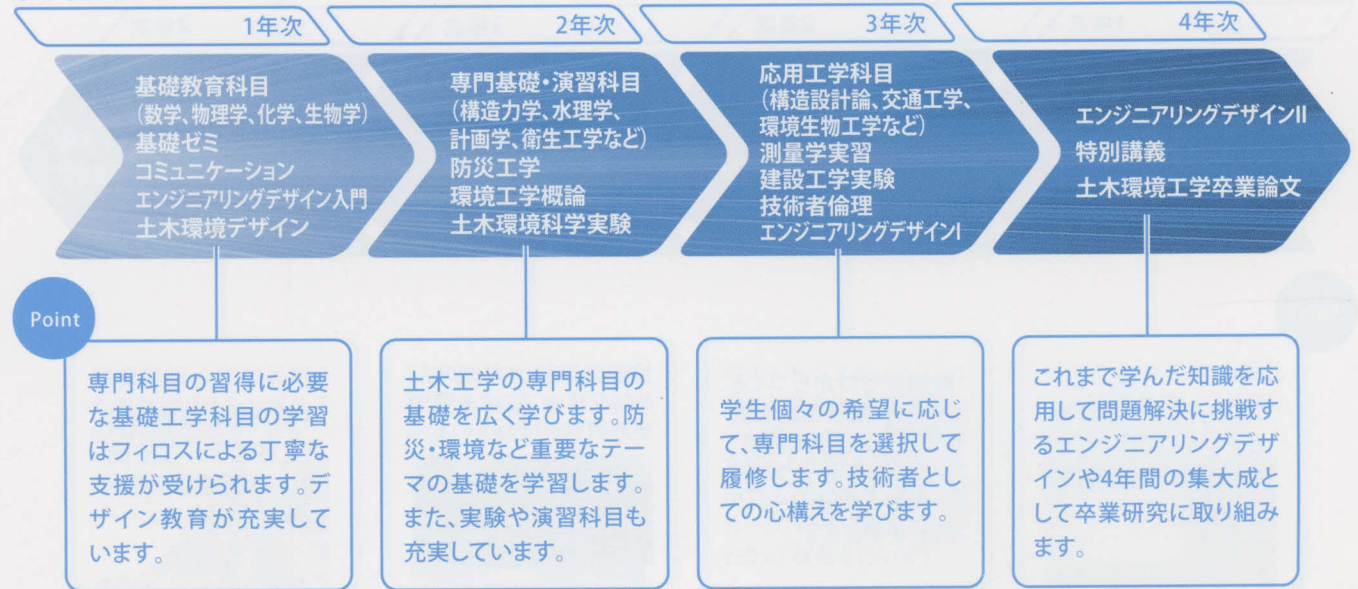 1年次
基礎教育科目
(数学、物理学、化学、生物学)
基礎ゼミ
コミュニケーション
エンジニアリングデザイン入門
土木環境デザイン
2年次
専門基礎・演習科目
(構造力学、水理学、
計画学、衛生工学など)
防災工学
環境工学概論
土木環境科学実験
3年次
応用工学科目
(構造設計論、交通工学、
環境生物工学など)
測量学実習
建設工学実験
技術者倫理
エンジニアリングデザインI
4年次
エンジニアリングデザインII
特別講義
土木環境工学卒業論文
Point
専門科目の習得に必要
な基礎工学科目の学習
はフィロスによる丁寧な
支援が受けられます。デ
ザイン教育が充実して
います。
土木工学の専門科目の
基礎を広く学びます。防
災・環境など重要なテー
マの基礎を学習します。
また、実験や演習科目も
充実しています。
学生個々の希望に応じ
て、専門科目を選択して
履修します。技術者とし
ての心構えを学びます。
これまで学んだ知識を応
用して問題解決に挑戦す
るエンジニアリングデザ
インや4年間の集大成と
して卒業研究に取り組み
ます。